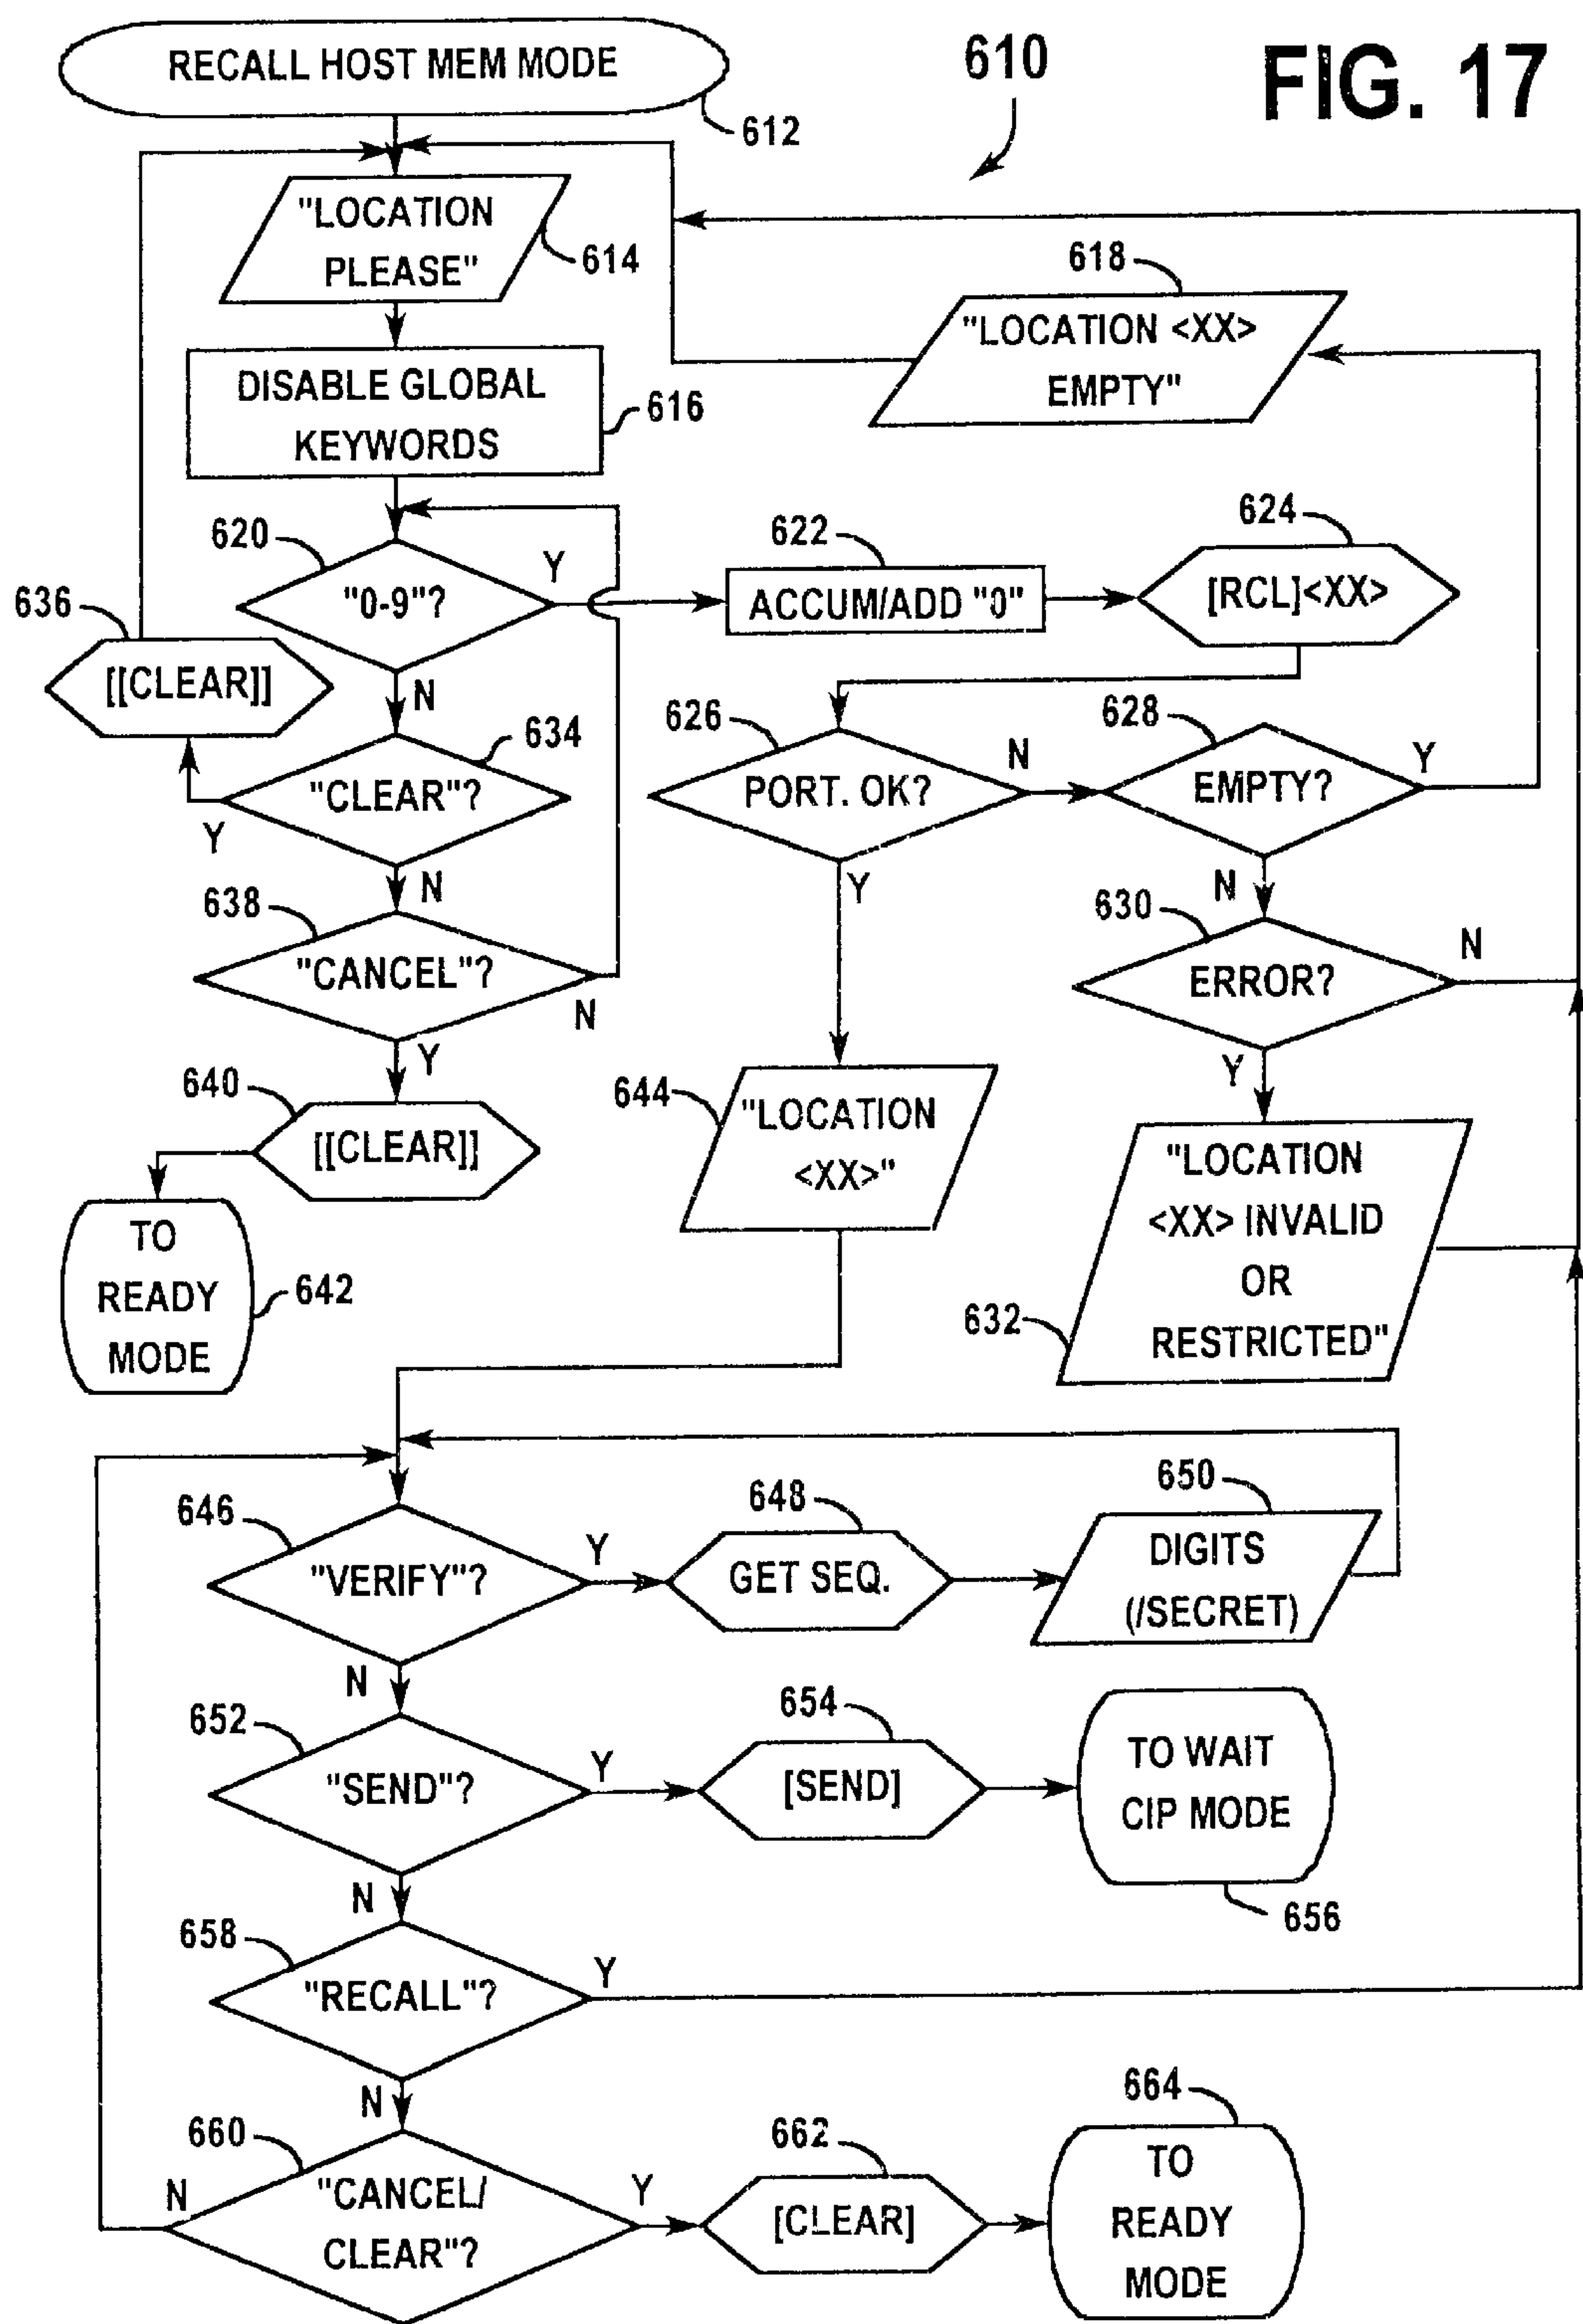 RECALL HOST MEM MODE
610
FIG. 17
612
"LOCATION
PLEASE"
614
618
"LOCATION <XX>
EMPTY"
DISABLE GLOBAL
KEYWORDS
616
620
"0-9"?
Y
N
622
ACCUM/ADD "0"
624
[RCL]<XX>
636
[[CLEAR]]
634
"CLEAR"?
Y
N
626
PORT. OK?
N
Y
628
EMPTY?
Y
N
638
"CANCEL"?
N
Y
630
ERROR?
N
Y
640
[[CLEAR]]
644
"LOCATION
<XX>"
632
"LOCATION
<XX> INVALID
OR
RESTRICTED"
TO
READY
MODE
642
646
"VERIFY"?
Y
N
648
GET SEQ.
650
DIGITS
(/SECRET)
652
"SEND"?
Y
N
654
[SEND]
TO WAIT
CIP MODE
656
658
"RECALL"?
Y
N
660
"CANCEL/
CLEAR"?
N
Y
662
[CLEAR]
664
TO
READY
MODE